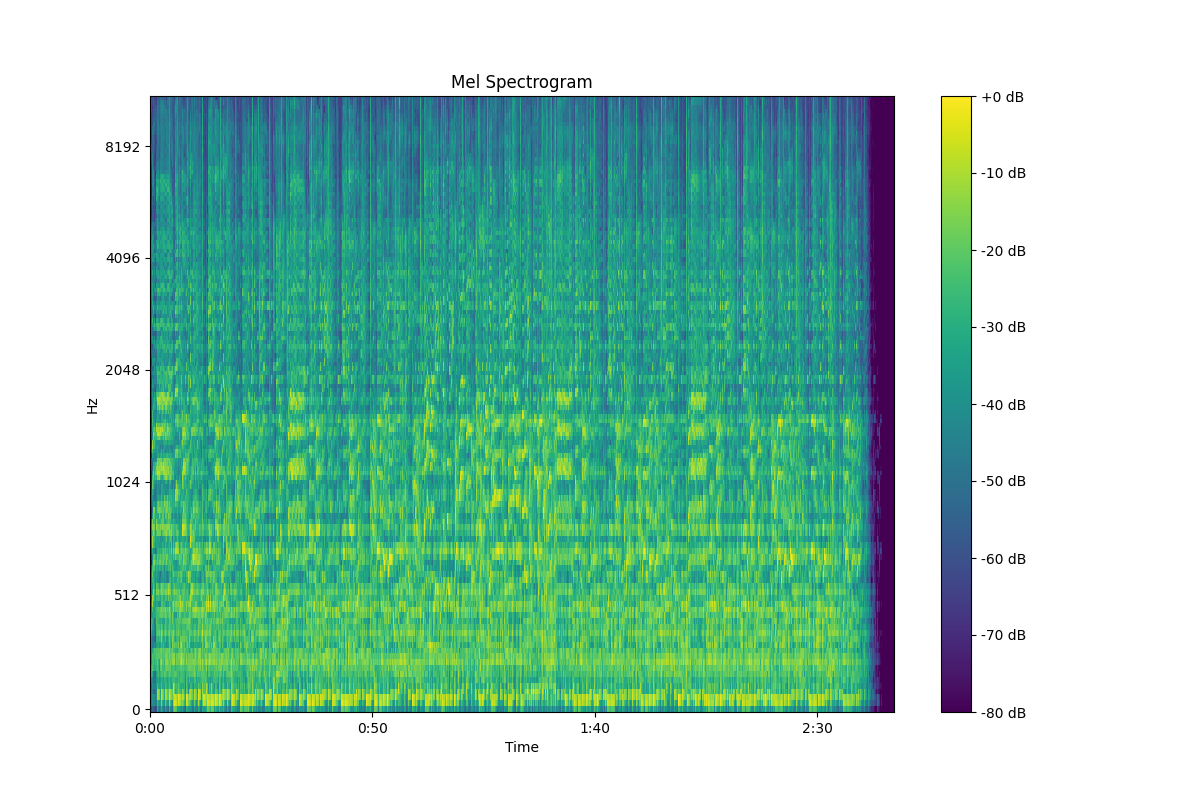 Mel Spectrogram
Hz
8192
4096
2048
1024
512
0
0:00 0:50 1:40 2:30
Time
+0 dB
-10 dB
-20 dB
-30 dB
-40 dB
-50 dB
-60 dB
-70 dB
-80 dB